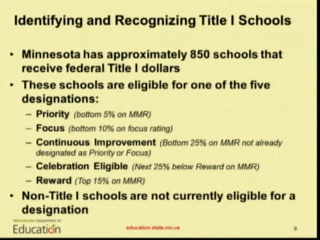 Identifying and Recognizing Title I Schools
• Minnesota has approximately 850 schools that
receive federal Title I dollars
• These schools are eligible for one of the five
designations:
– Priority (bottom 5% on MMR)
– Focus (bottom 10% on focus rating)
– Continuous Improvement (Bottom 25% on MMR not already
designated as Priority or Focus)
– Celebration Eligible (Next 25% below Reward on MMR)
– Reward (Top 15% on MMR)
• Non-Title I schools are not currently eligible for a
designation
Minnesota Department of
Education
education.state.mn.us
9